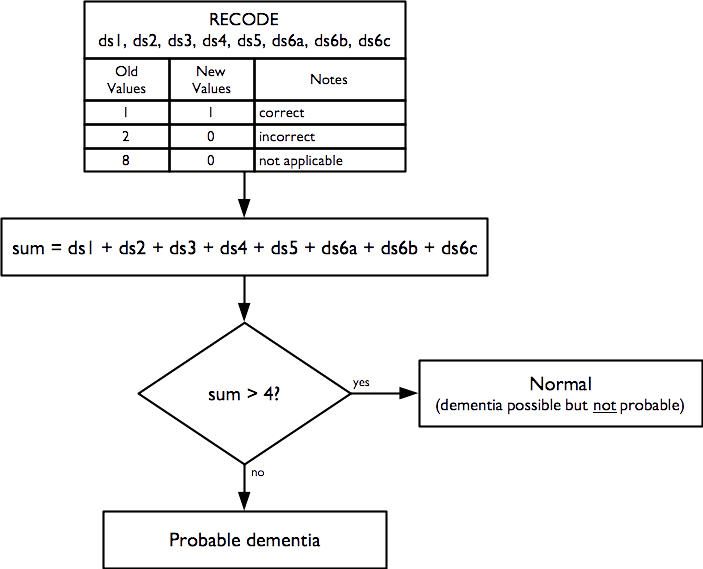 RECODE
ds1, ds2, ds3, ds4, ds5, ds6a, ds6b, ds6c
Old Values New Values Notes
1 1 correct
2 0 incorrect
8 0 not applicable
sum = ds1 + ds2 + ds3 + ds4 + ds5 + ds6a + ds6b + ds6c
sum > 4?
yes
Normal
(dementia possible but not probable)
no
Probable dementia